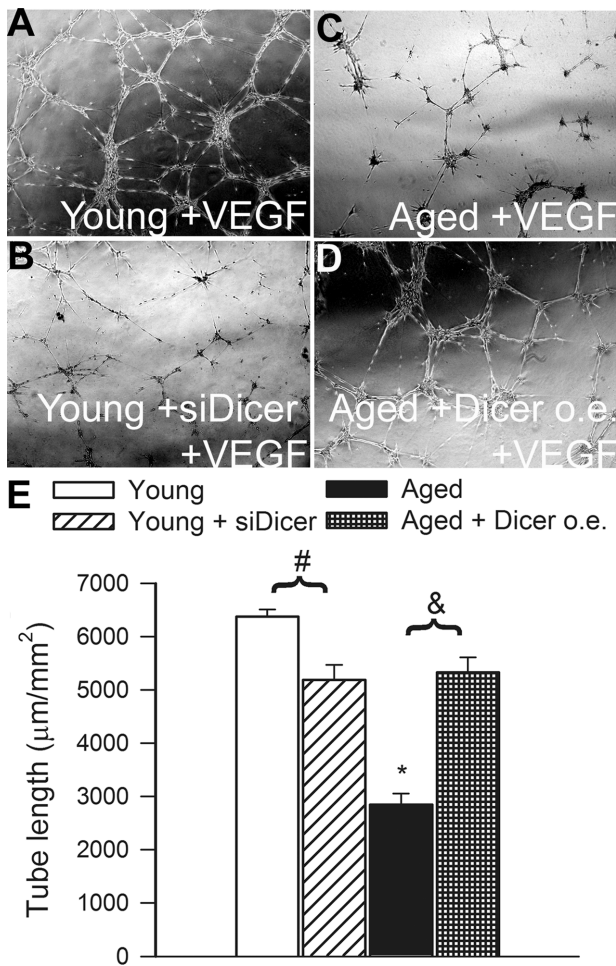 A
Young +VEGF
C
Aged +VEGF
B
Young +siDicer
+VEGF
D
Aged +Dicer o.e.
+VEGF
E
Young
Aged
Young + siDicer
Aged + Dicer o.e.
#
&
*
Tube length (μm/mm²)
7000
6000
5000
4000
3000
2000
1000
0